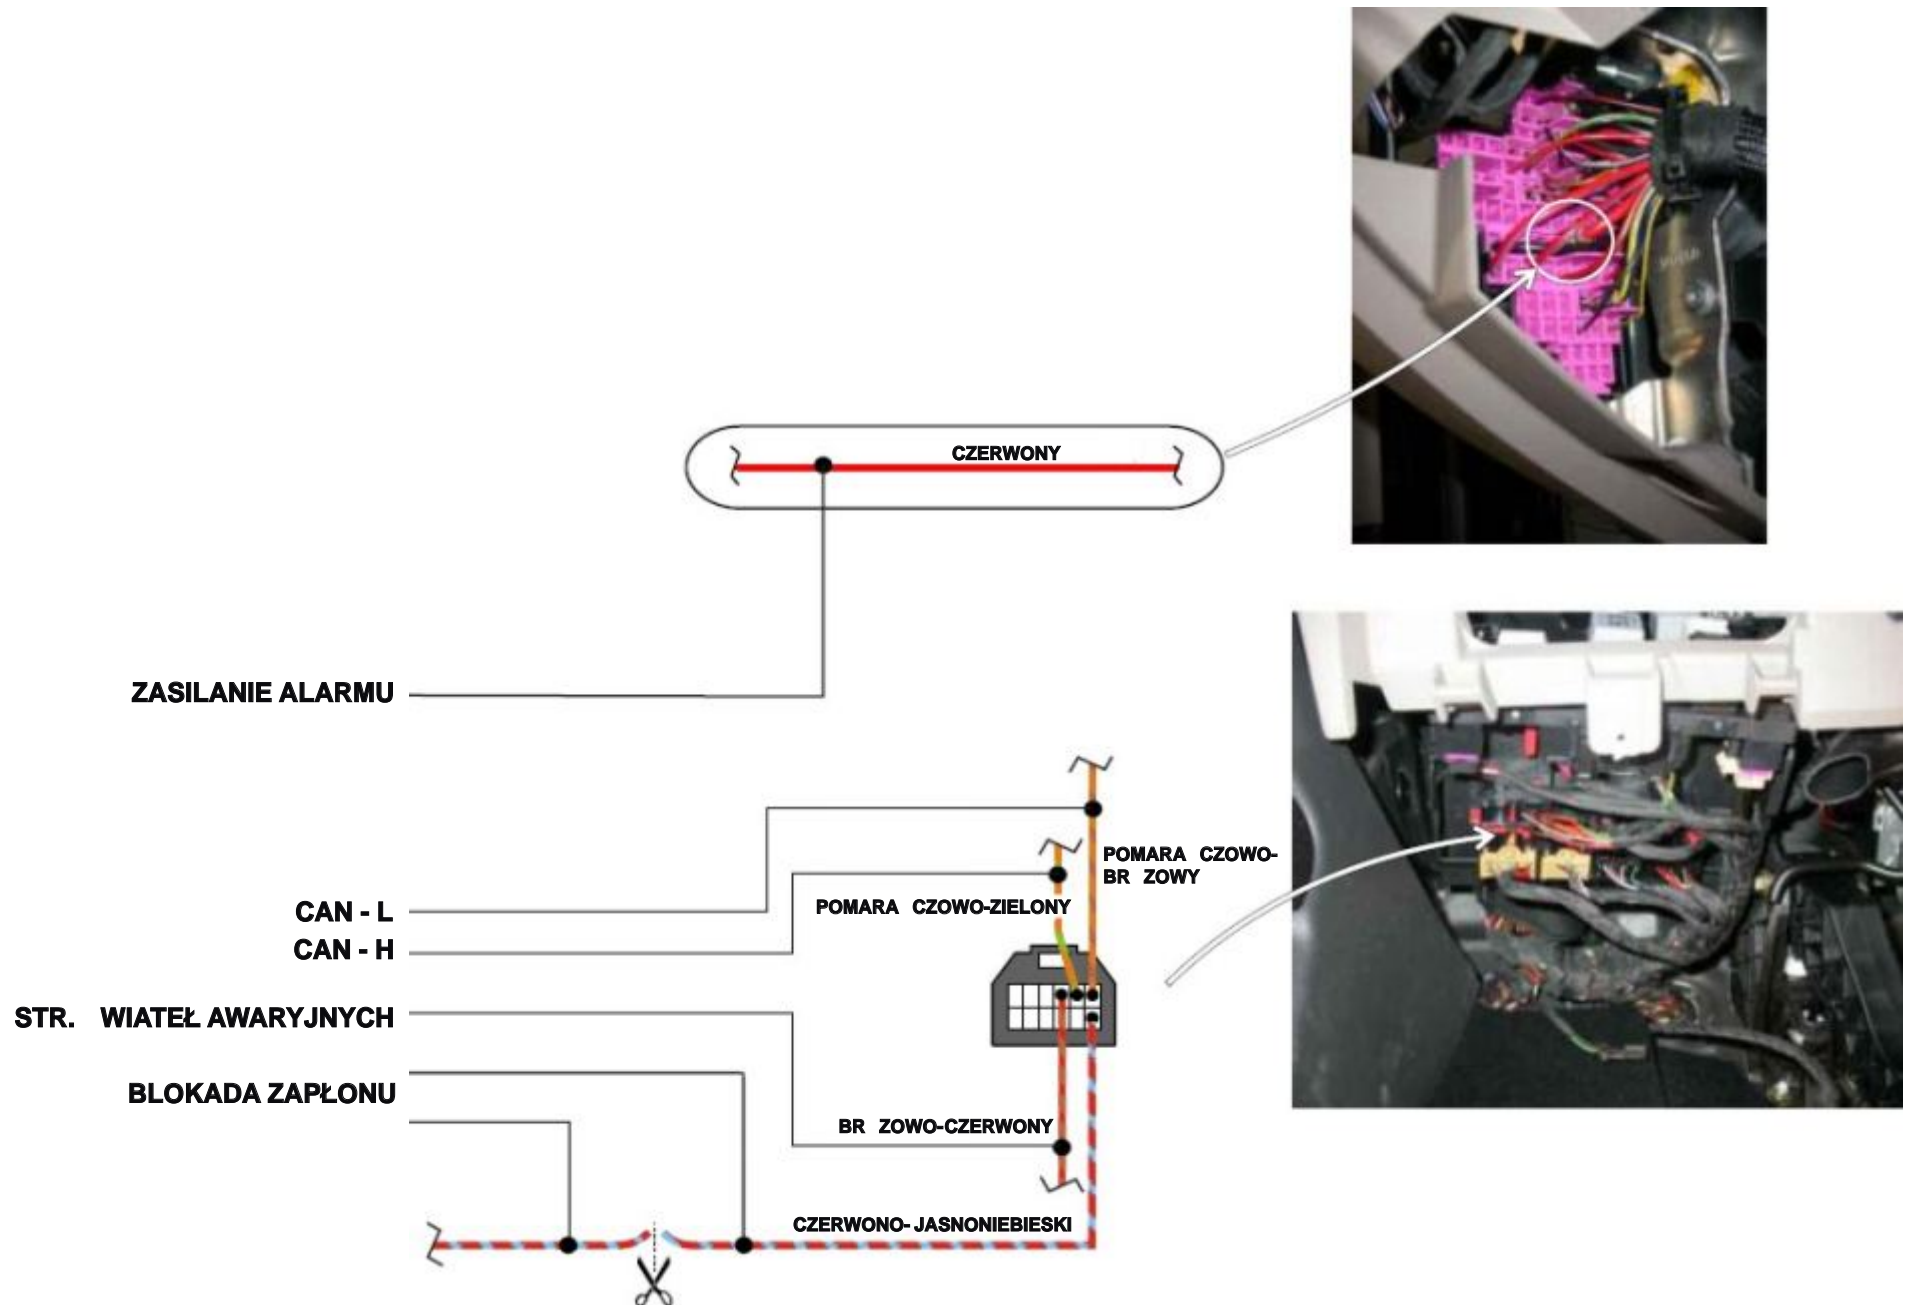 CZERWONY
ZASILANIE ALARMU
POMARA CZOWO-
BR ZOWY
POMARA CZOWO-ZIELONY
CAN - L
CAN - H
STR. WIATEŁ AWARYJNYCH
BLOKADA ZAPŁONU
BR ZOWO-CZERWONY
CZERWONO- JASNONIEBIESKI